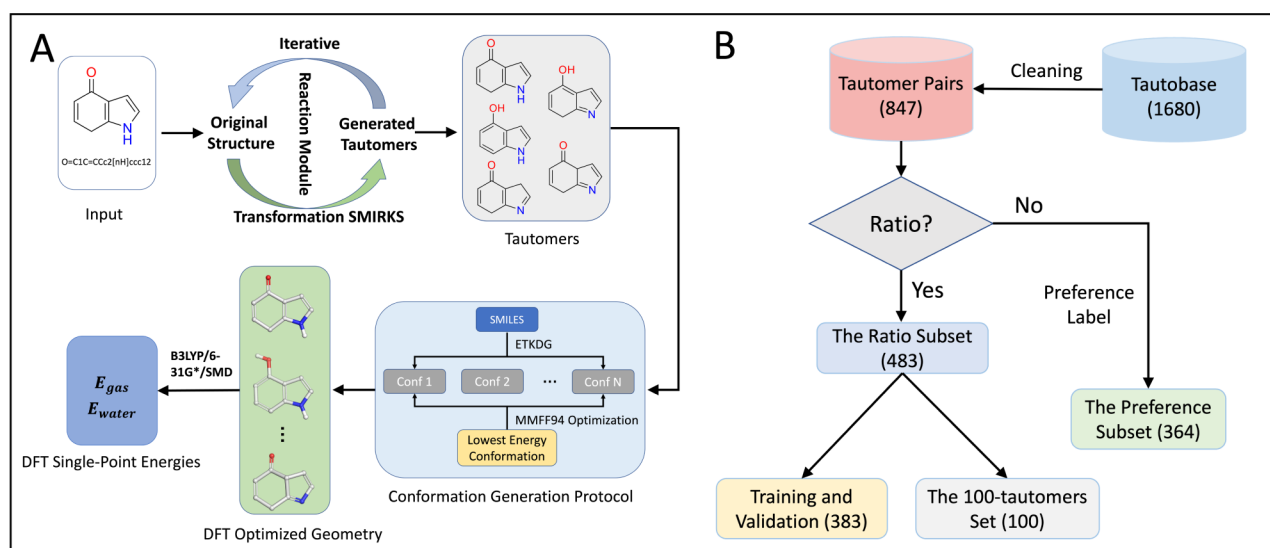 A
Input
O
N
H
O=C1C=CCc2[nH]ccc12
Iterative
Original
Structure
Reaction Module
Generated
Tautomers
Transformation SMIRKS
O
N
H
OH
N
OH
N
H
O
N
O
N
Tautomers
SMILES
ETKDG
Conf 1
Conf 2
...
Conf N
MMFF94 Optimization
Lowest Energy
Conformation
Conformation Generation Protocol
DFT Optimized Geometry
B3LYP/6-
31G*/SMD
E_gas
E_water
DFT Single-Point Energies
B
Tautomer Pairs
(847)
Cleaning
Tautobase
(1680)
Ratio?
No
Yes
Preference
Label
The Ratio Subset
(483)
The Preference
Subset (364)
Training and
Validation (383)
The 100-tautomers
Set (100)